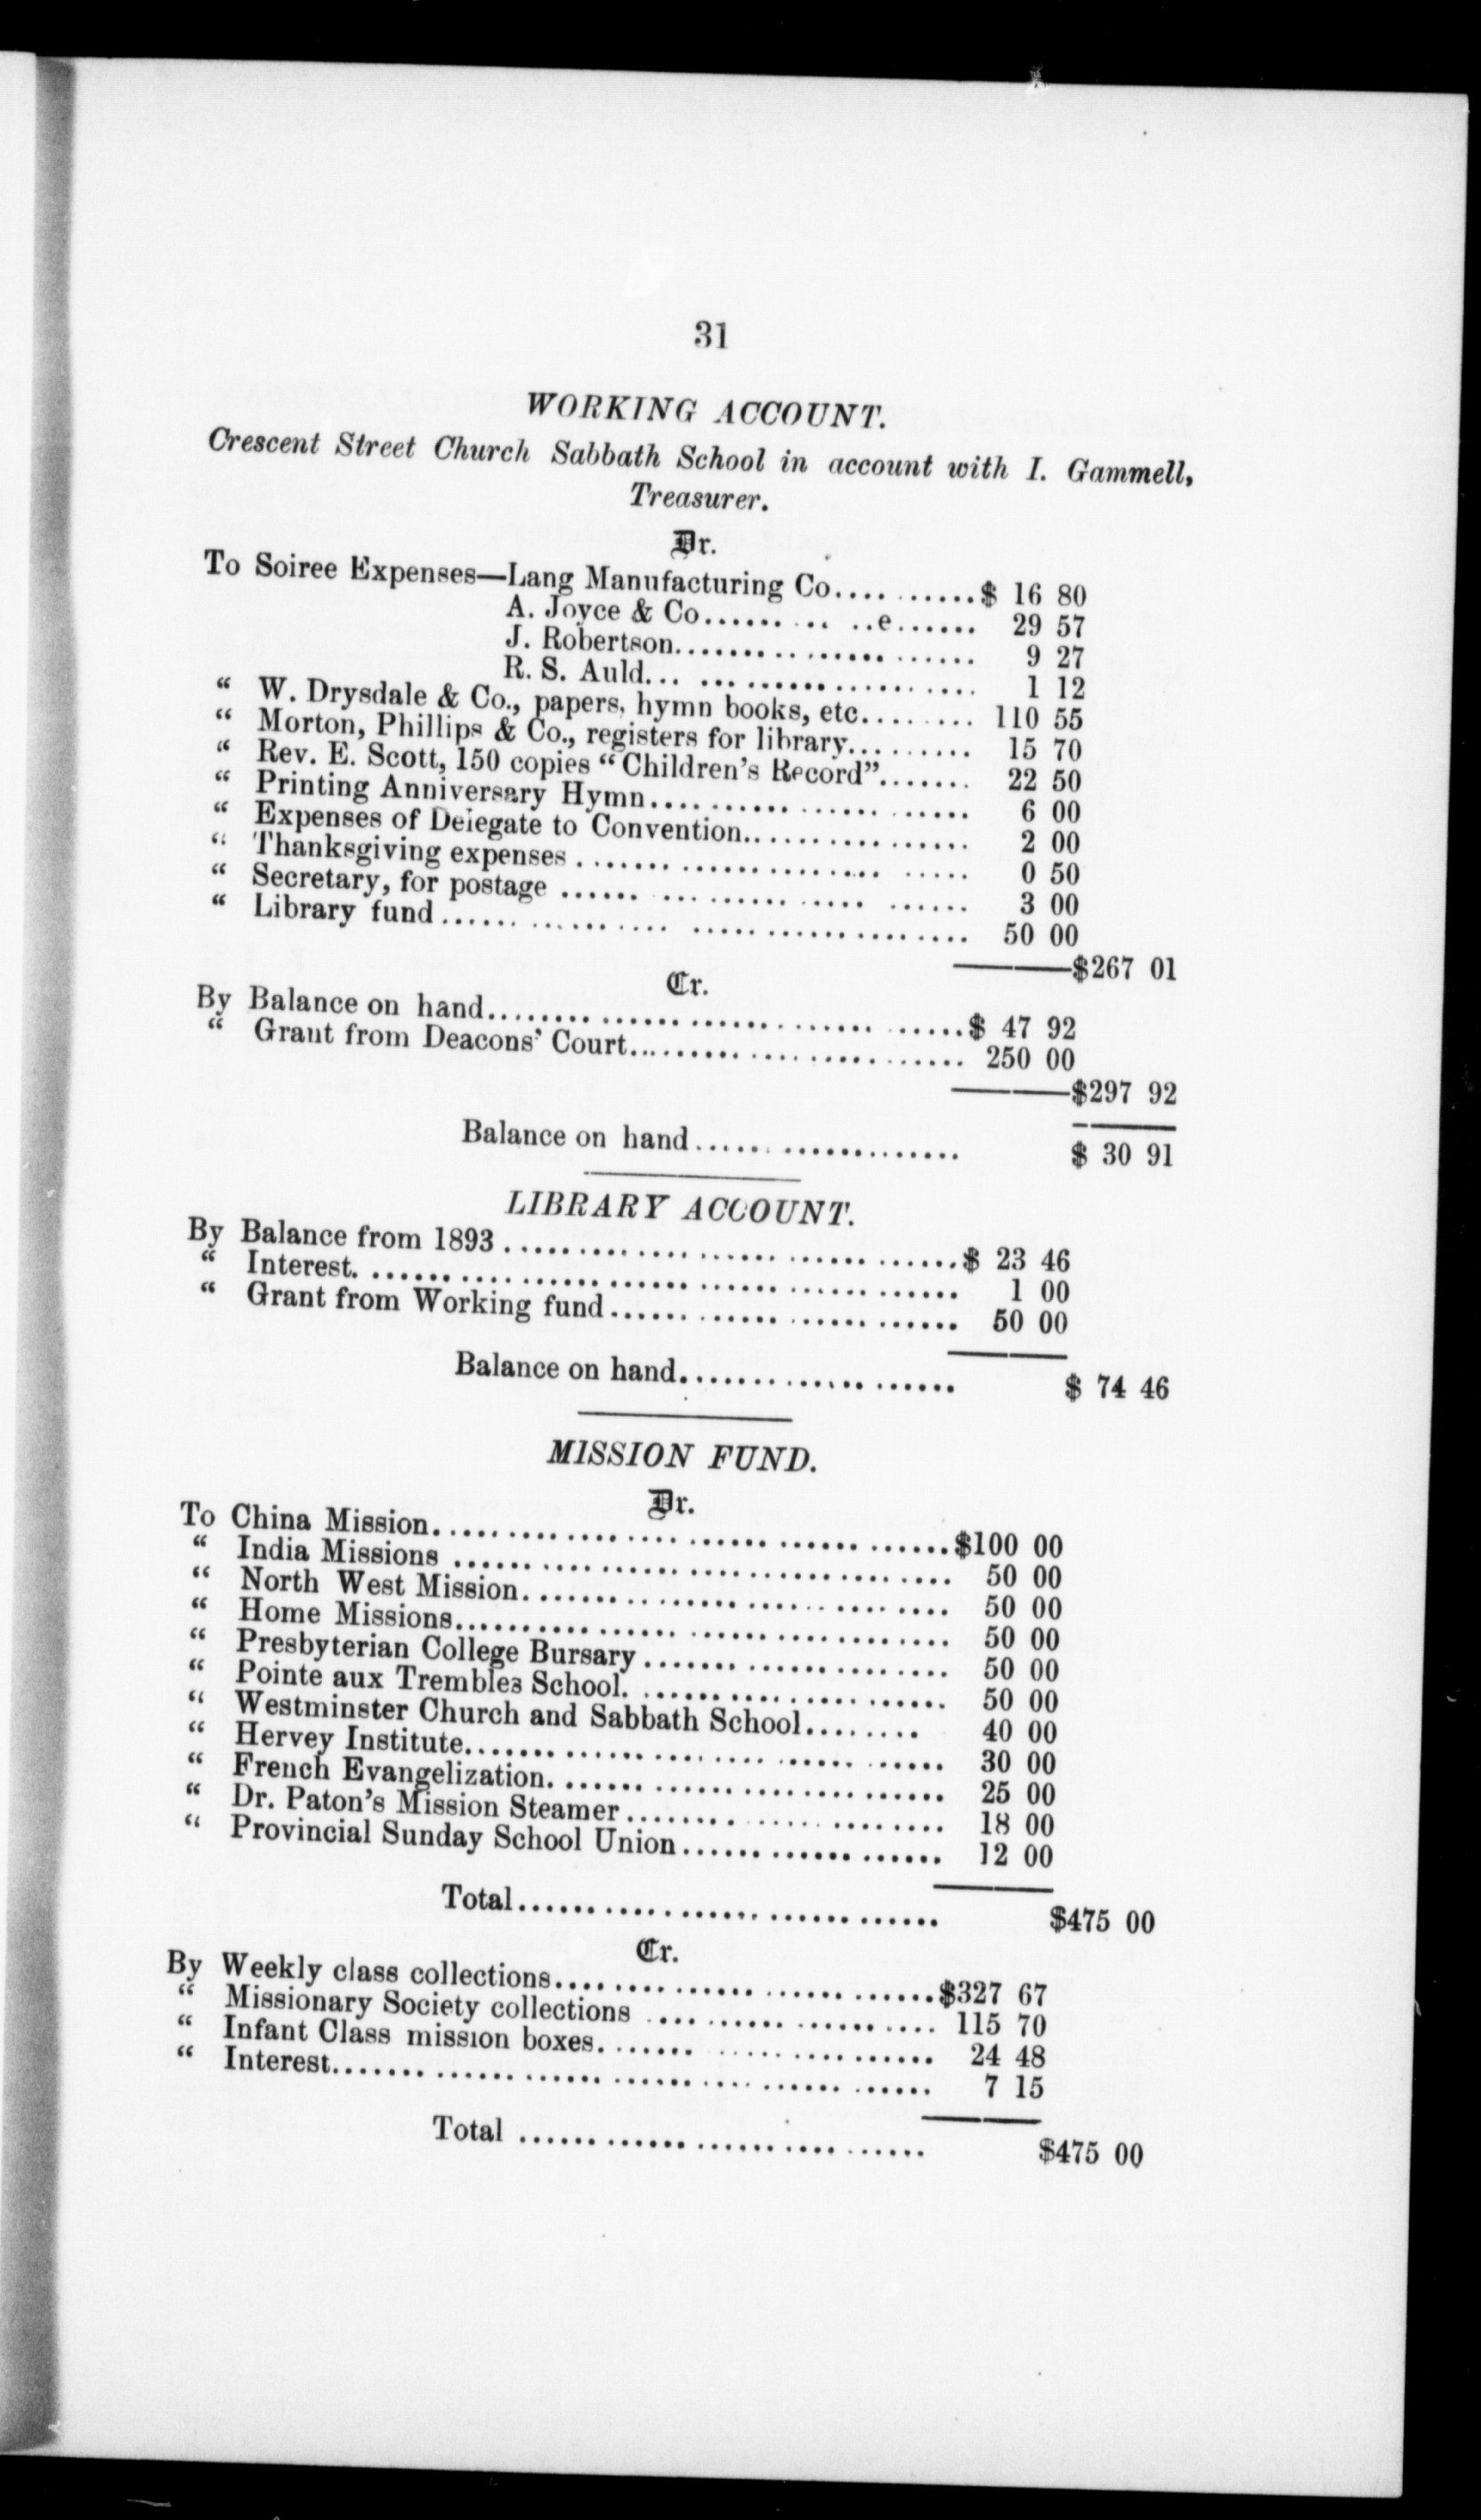 31
WORKING ACCOUNT.
Crescent Street Church Sabbath School in account with I. Gammell,
Treasurer.
Dr.
To Soiree Expenses—Lang Manufacturing Co.... ......$ 16 80
A. Joyce & Co...... .. .. ..e...... 29 57
J. Robertson..................... ...... 9 27
R. S. Auld... ... ...................... 1 12
“ W. Drysdale & Co., papers, hymn books, etc......... 110 55
“ Morton, Phillips & Co., registers for library.......... 15 70
“ Rev. E. Scott, 150 copies “Children's Record”....... 22 50
“ Printing Anniversary Hymn.......................... 6 00
“ Expenses of Delegate to Convention................. 2 00
“ Thanksgiving expenses ....... ................ ..... 0 50
“ Secretary, for postage ...... ............... ...... 3 00
“ Library fund...... ........... ..................... 50 00
———$267 01
Cr.
By Balance on hand..................................$ 47 92
“ Grant from Deacons' Court......................... 250 00
———$297 92
Balance on hand...... ............ $ 30 91
LIBRARY ACCOUNT.
By Balance from 1893 ...............................$ 23 46
“ Interest. ......................................... 1 00
“ Grant from Working fund........................... 50 00
Balance on hand...................... $ 74 46
MISSION FUND.
Dr.
To China Mission....................................$100 00
“ India Missions ................................... 50 00
“ North West Mission................................ 50 00
“ Home Missions.................................... 50 00
“ Presbyterian College Bursary ..................... 50 00
“ Pointe aux Trembles School. ...................... 50 00
“ Westminster Church and Sabbath School........ 40 00
“ Hervey Institute.................................. 30 00
“ French Evangelization. ........................... 25 00
“ Dr. Paton's Mission Steamer....................... 18 00
“ Provincial Sunday School Union.................. 12 00
Total.............................. $475 00
Cr.
By Weekly class collections..........................$327 67
“ Missionary Society collections .................... 115 70
“ Infant Class mission boxes........ ............... 24 48
“ Interest.......................................... 7 15
Total ............................ $475 00